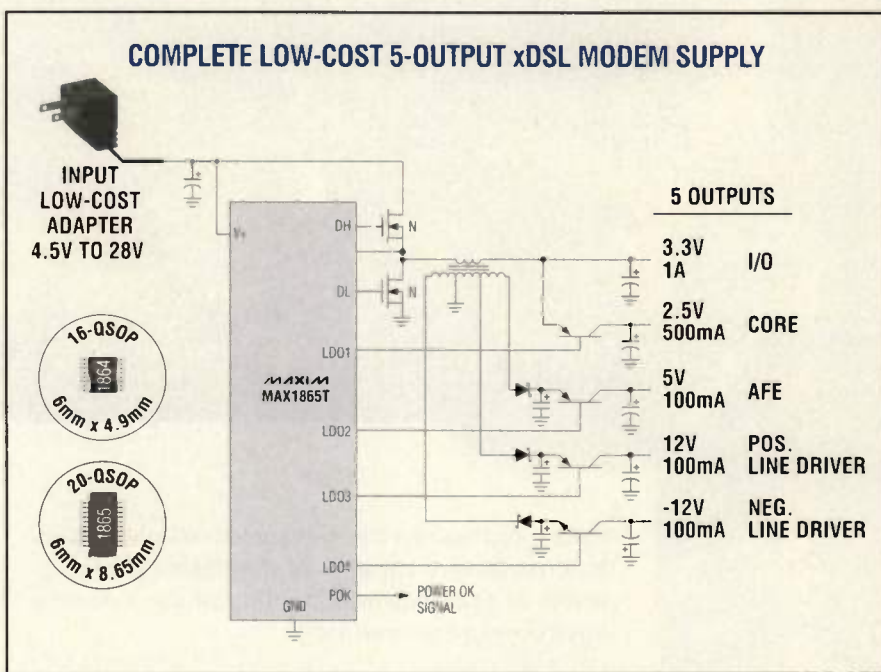 COMPLETE LOW-COST 5-OUTPUT xDSL MODEM SUPPLY
INPUT
LOW-COST
ADAPTER
4.5V TO 28V
16-QSOP
1864
6mm x 4.9mm
20-QSOP
1865
6mm x 8.65mm
V+
DH
N
DL
N
LDO1
MAXIM
MAX1865T
LDO2
LDO3
LDO4
POK
GND
POWER OK
SIGNAL
5 OUTPUTS
3.3V
1A
I/O
2.5V
500mA
CORE
5V
100mA
AFE
12V
100mA
POS.
LINE DRIVER
-12V
100mA
NEG.
LINE DRIVER